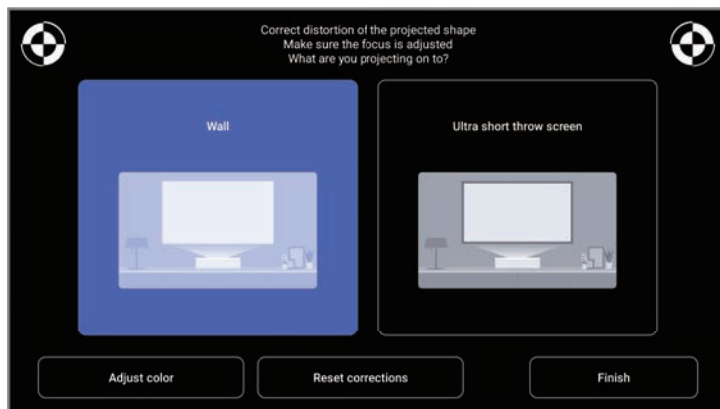 Correct distortion of the projected shape
Make sure the focus is adjusted
What are you projecting on to?
Wall
Ultra short throw screen
Adjust color
Reset corrections
Finish